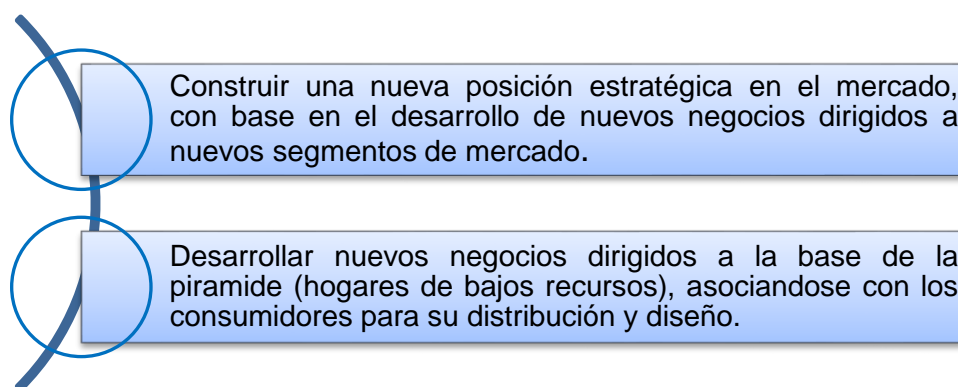 Construir una nueva posición estratégica en el mercado,
con base en el desarrollo de nuevos negocios dirigidos a
nuevos segmentos de mercado.
Desarrollar nuevos negocios dirigidos a la base de la
piramide (hogares de bajos recursos), asociandose con los
consumidores para su distribución y diseño.